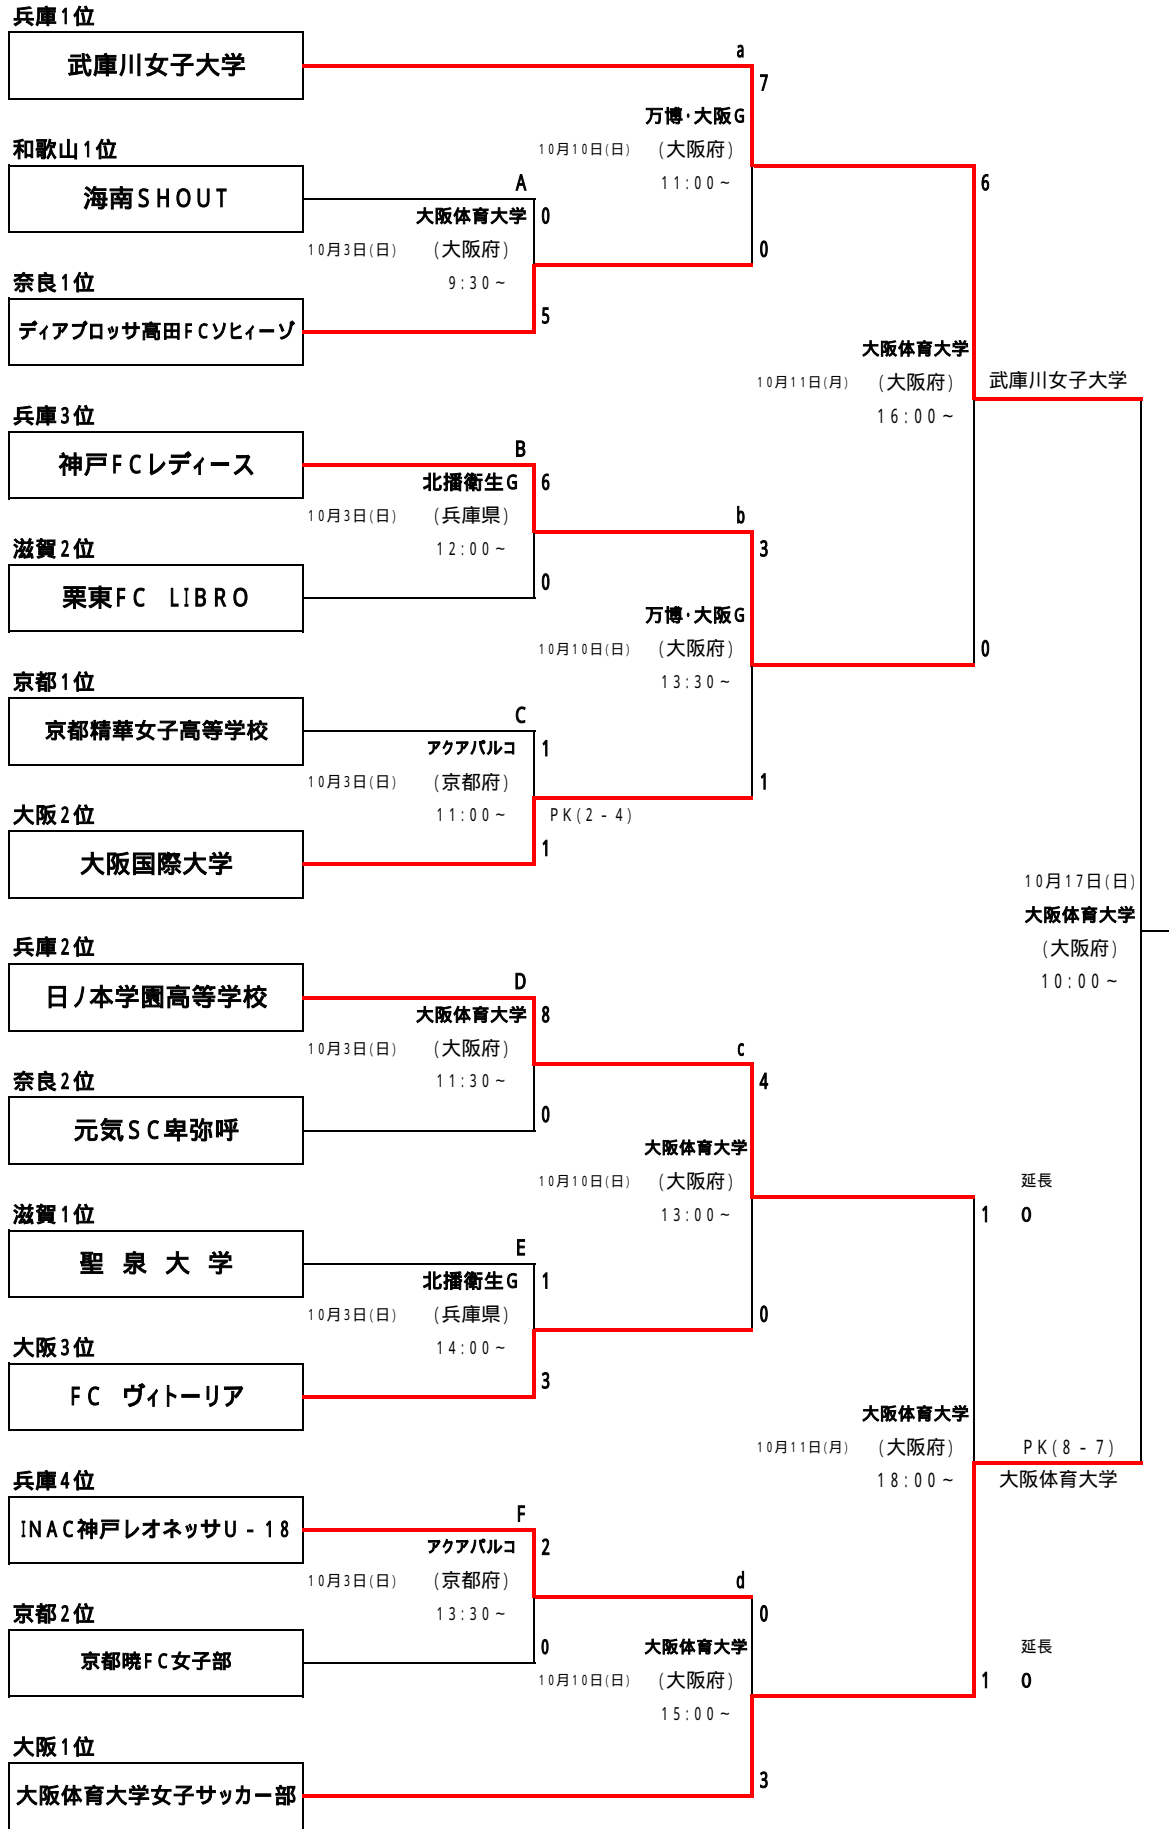 兵庫1位
武庫川女子大学
a
7
万博・大阪G
10月10日(日) (大阪府)
11:00~
和歌山1位
海南SHOUT
A
6
大阪体育大学 0
10月3日(日) (大阪府)
0
9:30~
奈良1位
ディアブロッサ高田FCソヒィーゾ
5
大阪体育大学
10月11日(月) (大阪府)
武庫川女子大学
16:00~
兵庫3位
神戸FCレディース
B
北播衛生G 6
10月3日(日) (兵庫県)
b
12:00~
3
滋賀2位
栗東FC LIBRO
0
万博・大阪G
10月10日(日) (大阪府)
0
13:30~
京都1位
京都精華女子高等学校
C
アクアパルコ 1
10月3日(日) (京都府)
1
11:00~ PK(2-4)
大阪2位
大阪国際大学
1
10月17日(日)
大阪体育大学
(大阪府)
10:00~
兵庫2位
日ノ本学園高等学校
D
大阪体育大学 8
10月3日(日) (大阪府)
c
11:30~
4
奈良2位
元気SC卑弥呼
0
大阪体育大学
10月10日(日) (大阪府)
延長
13:00~
1 0
滋賀1位
聖泉大学
E
北播衛生G 1
10月3日(日) (兵庫県)
0
14:00~
大阪3位
FC ヴィトーリア
3
大阪体育大学
10月11日(月) (大阪府)
PK(8-7)
18:00~
大阪体育大学
兵庫4位
INAC神戸レオネッサU-18
F
アクアパルコ 2
10月3日(日) (京都府)
d
13:30~
0
京都2位
京都暁FC女子部
0
大阪体育大学
延長
10月10日(日) (大阪府)
1 0
15:00~
大阪1位
大阪体育大学女子サッカー部
3